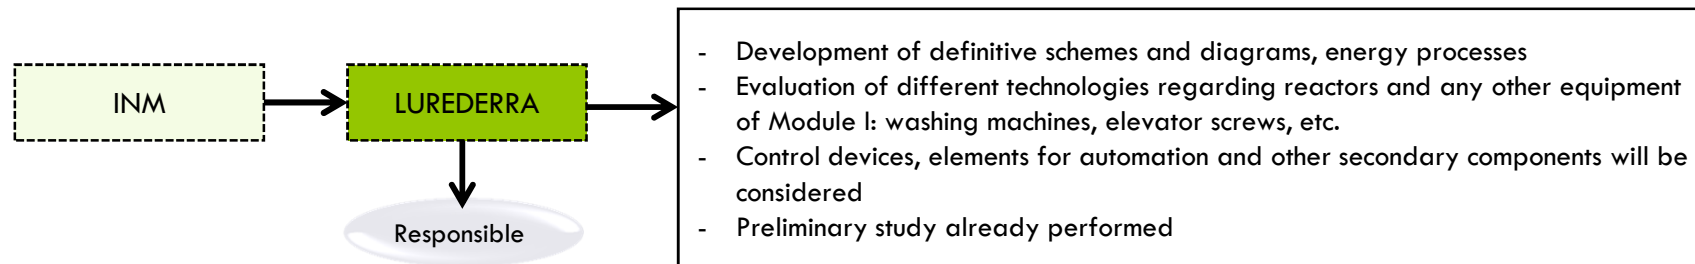 INM
LUREDERRA
Responsible
- Development of definitive schemes and diagrams, energy processes
- Evaluation of different technologies regarding reactors and any other equipment
of Module I: washing machines, elevator screws, etc.
- Control devices, elements for automation and other secondary components will be
considered
- Preliminary study already performed